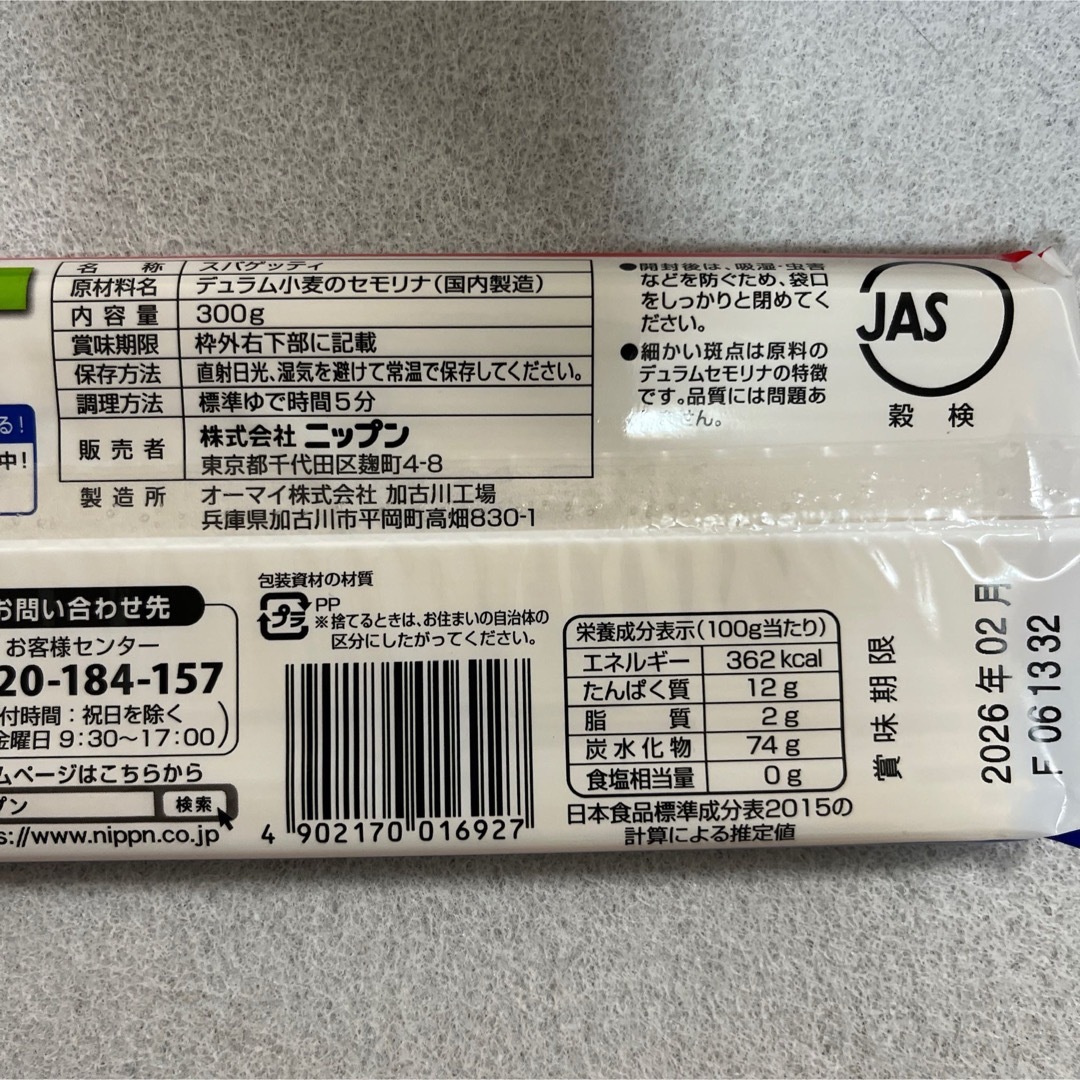 名称 スパゲッティ
原材料名 デュラム小麦のセモリナ(国内製造)
内容量 300g
賞味期限 枠外右下部に記載
保存方法 直射日光、湿気を避けて常温で保存してください。
調理方法 標準ゆで時間5分
販売者 株式会社 ニップン
東京都千代田区麹町4-8
製造所 オーマイ株式会社 加古川工場
兵庫県加古川市平岡町高畑830-1
●開封後は、吸湿・虫害
などを防ぐため、袋口
をしっかりと閉めてく
ださい。
●細かい斑点は原料の
デュラムセモリナの特徴
です。品質には問題あ
ません。
JAS
穀検
る!
中!
お問い合わせ先
お客様センター
20-184-157
付時間:祝日を除く
金曜日 9:30〜17:00)
ムページはこちらから
プン 検索
s://www.nippn.co.jp
包装資材の材質
プラ PP
※捨てるときは、お住まいの自治体の
区分にしたがってください。
4 902170 016927
栄養成分表示(100g当たり)
エネルギー 362kcal
たんぱく質 12g
脂質 2g
炭水化物 74g
食塩相当量 0g
日本食品標準成分表2015の
計算による推定値
賞味期限
2026年02月
F 061332